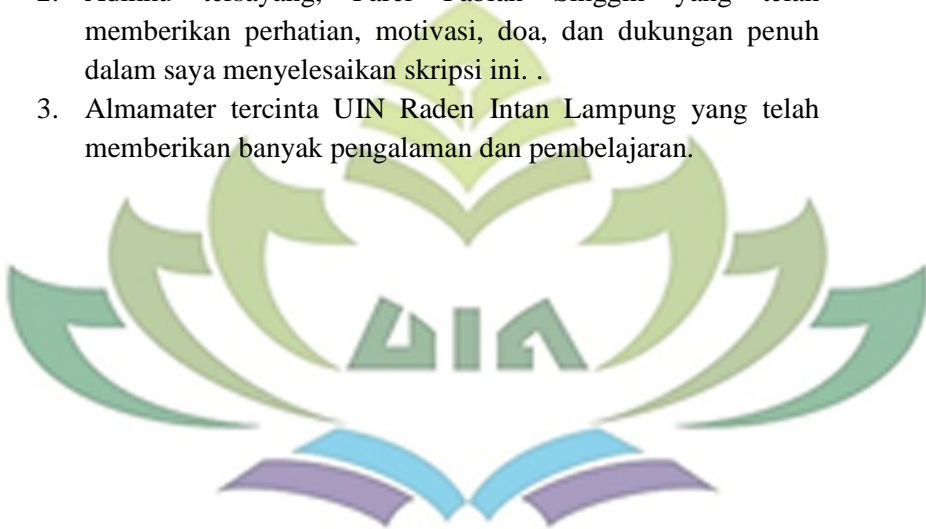 memberikan perhatian, motivasi, doa, dan dukungan penuh
dalam saya menyelesaikan skripsi ini. .
3. Almamater tercinta UIN Raden Intan Lampung yang telah
memberikan banyak pengalaman dan pembelajaran.
UIN